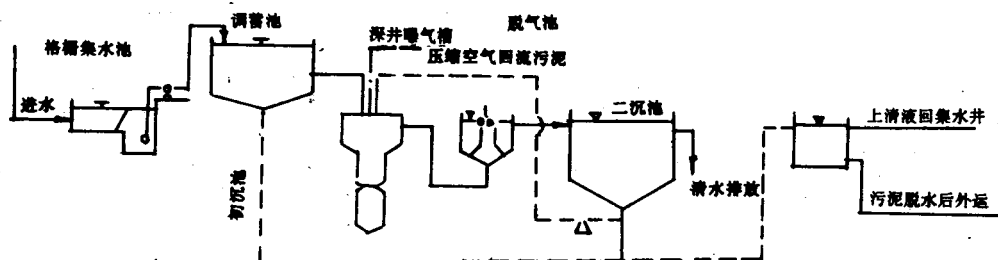 脱气池
调蓄池
深井曝气槽
格栅集水池
压缩空气回流污泥
进水
二沉池
上清液回集水井
初沉池
清水排放
污泥脱水后外运